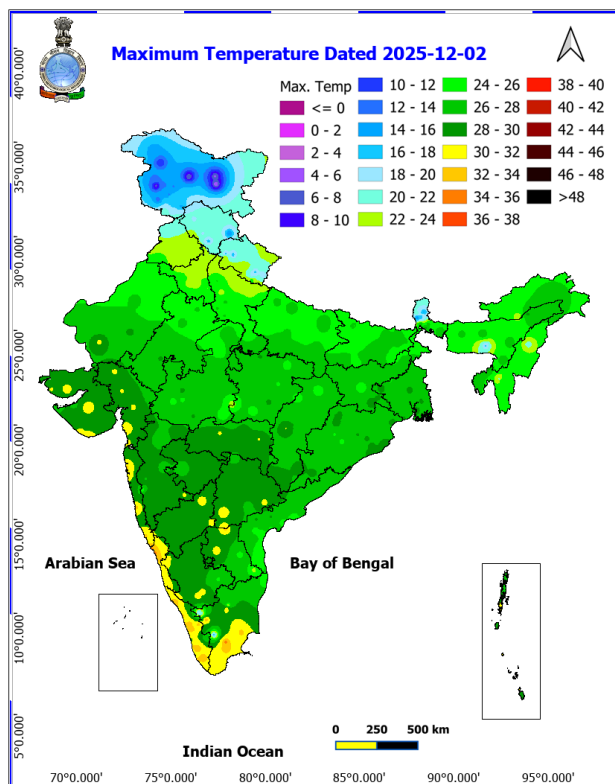 Maximum Temperature Dated 2025-12-02
Max. Temp
<= 0
0 - 2
2 - 4
4 - 6
6 - 8
8 - 10
10 - 12
12 - 14
14 - 16
16 - 18
18 - 20
20 - 22
22 - 24
24 - 26
26 - 28
28 - 30
30 - 32
32 - 34
34 - 36
36 - 38
38 - 40
40 - 42
42 - 44
44 - 46
46 - 48
>48
40°0.000'
35°0.000'
30°0.000'
25°0.000'
20°0.000'
15°0.000'
10°0.000'
5°0.000'
Arabian Sea
Bay of Bengal
Indian Ocean
0 250 500 km
70°0.000' 75°0.000' 80°0.000' 85°0.000' 90°0.000' 95°0.000'